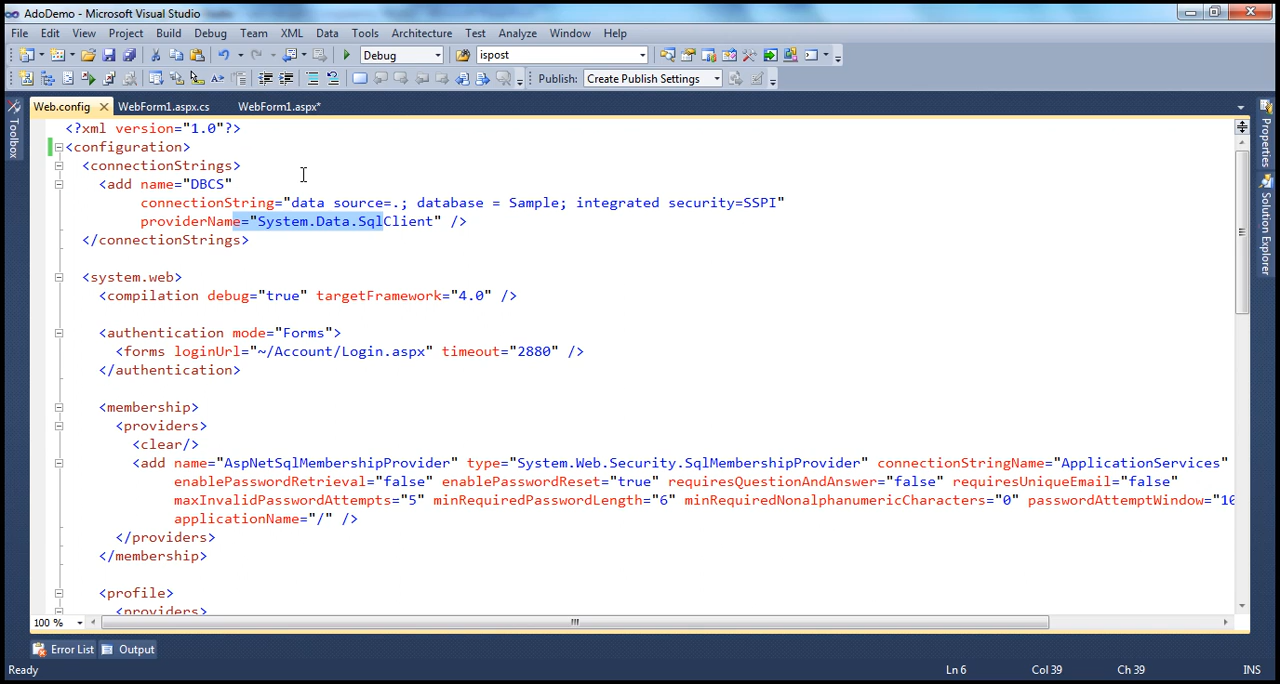 AdoDemo - Microsoft Visual Studio
File Edit View Project Build Debug Team XML Data Tools Architecture Test Analyze Window Help
Debug ispost
Publish: Create Publish Settings
Web.config WebForm1.aspx.cs WebForm1.aspx*
Toolbox
Properties
Solution Explorer
<?xml version="1.0"?>
<configuration>
<connectionStrings>
<add name="DBCS"
connectionString="data source=.; database = Sample; integrated security=SSPI"
providerName="System.Data.SqlClient" />
</connectionStrings>
<system.web>
<compilation debug="true" targetFramework="4.0" />
<authentication mode="Forms">
<forms loginUrl="~/Account/Login.aspx" timeout="2880" />
</authentication>
<membership>
<providers>
<clear/>
<add name="AspNetSqlMembershipProvider" type="System.Web.Security.SqlMembershipProvider" connectionStringName="ApplicationServices"
enablePasswordRetrieval="false" enablePasswordReset="true" requiresQuestionAndAnswer="false" requiresUniqueEmail="false"
maxInvalidPasswordAttempts="5" minRequiredPasswordLength="6" minRequiredNonalphanumericCharacters="0" passwordAttemptWindow="10
applicationName="/" />
</providers>
</membership>
<profile>
<providers>
100 %
Error List Output
Ready Ln 6 Col 39 Ch 39 INS